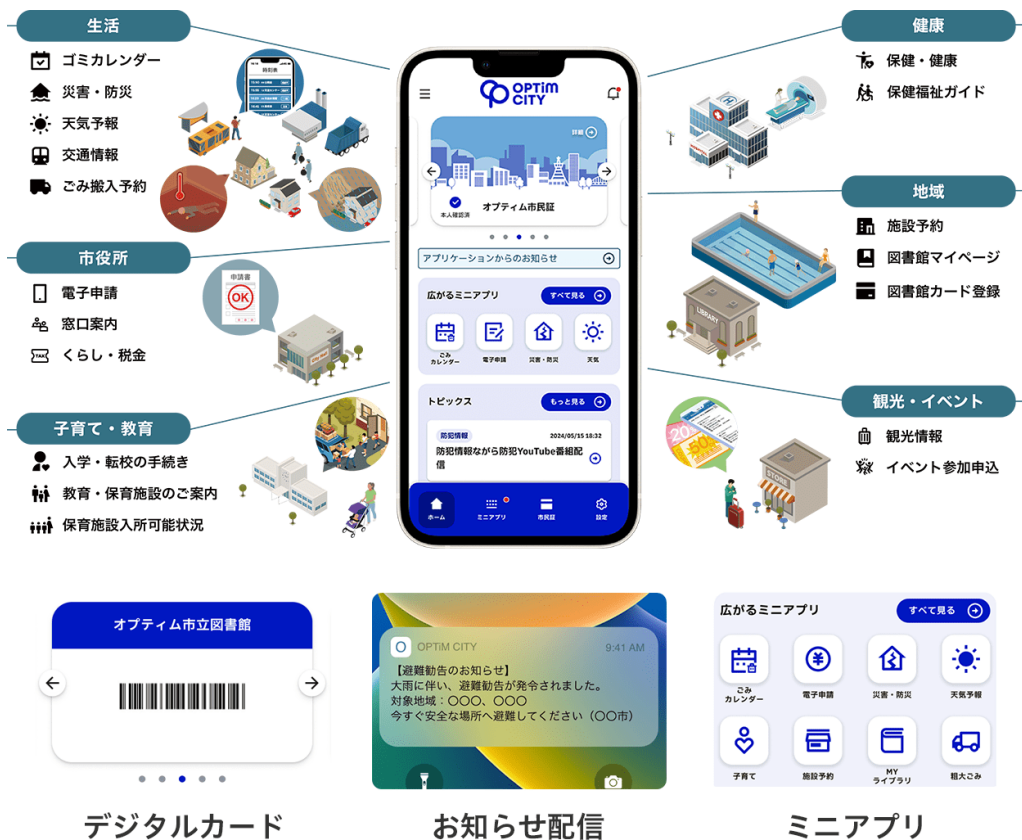 生活
ゴミカレンダー
災害・防災
天気予報
交通情報
ごみ搬入予約
時刻表
市役所
電子申請
窓口案内
TAX
くらし・税金
申請書
OK
子育て・教育
入学・転校の手続き
教育・保育施設のご案内
保育施設入所可能状況
OPTiM
CITY
詳細
本人確認済
オプティム市民証
アプリケーションからのお知らせ
広がるミニアプリ
すべて見る
ごみ
カレンダー
電子申請
災害・防災
天気
トピックス
もっと見る
防犯情報
2024/05/15 18:32
防犯情報ながら防犯YouTube番組配
信
ホーム
ミニアプリ
市民証
設定
健康
保健・健康
保健福祉ガイド
H
地域
施設予約
図書館マイページ
図書館カード登録
LIBRARY
観光・イベント
観光情報
イベント参加申込
-20%
-50%
STORE
オプティム市立図書館
デジタルカード
OPTiM CITY
9:41 AM
【避難勧告のお知らせ】
大雨に伴い、避難勧告が発令されました。
対象地域：〇〇〇、〇〇〇
今すぐ安全な場所へ避難してください（〇〇市）
お知らせ配信
広がるミニアプリ
すべて見る
ごみ
カレンダー
電子申請
災害・防災
天気予報
子育て
施設予約
MY
ライブラリ
粗大ごみ
ミニアプリ